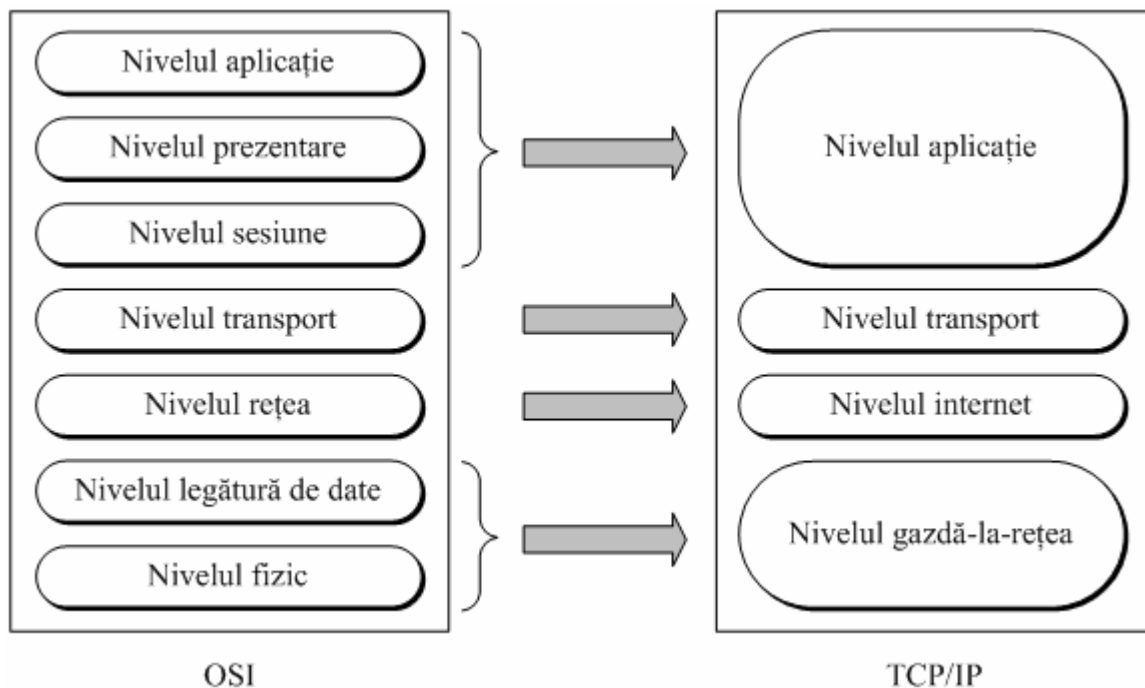 Nivelul aplicație
Nivelul prezentare
Nivelul sesiune
Nivelul transport
Nivelul rețea
Nivelul legătură de date
Nivelul fizic
OSI
Nivelul aplicație
Nivelul transport
Nivelul internet
Nivelul gazdă-la-rețea
TCP/IP